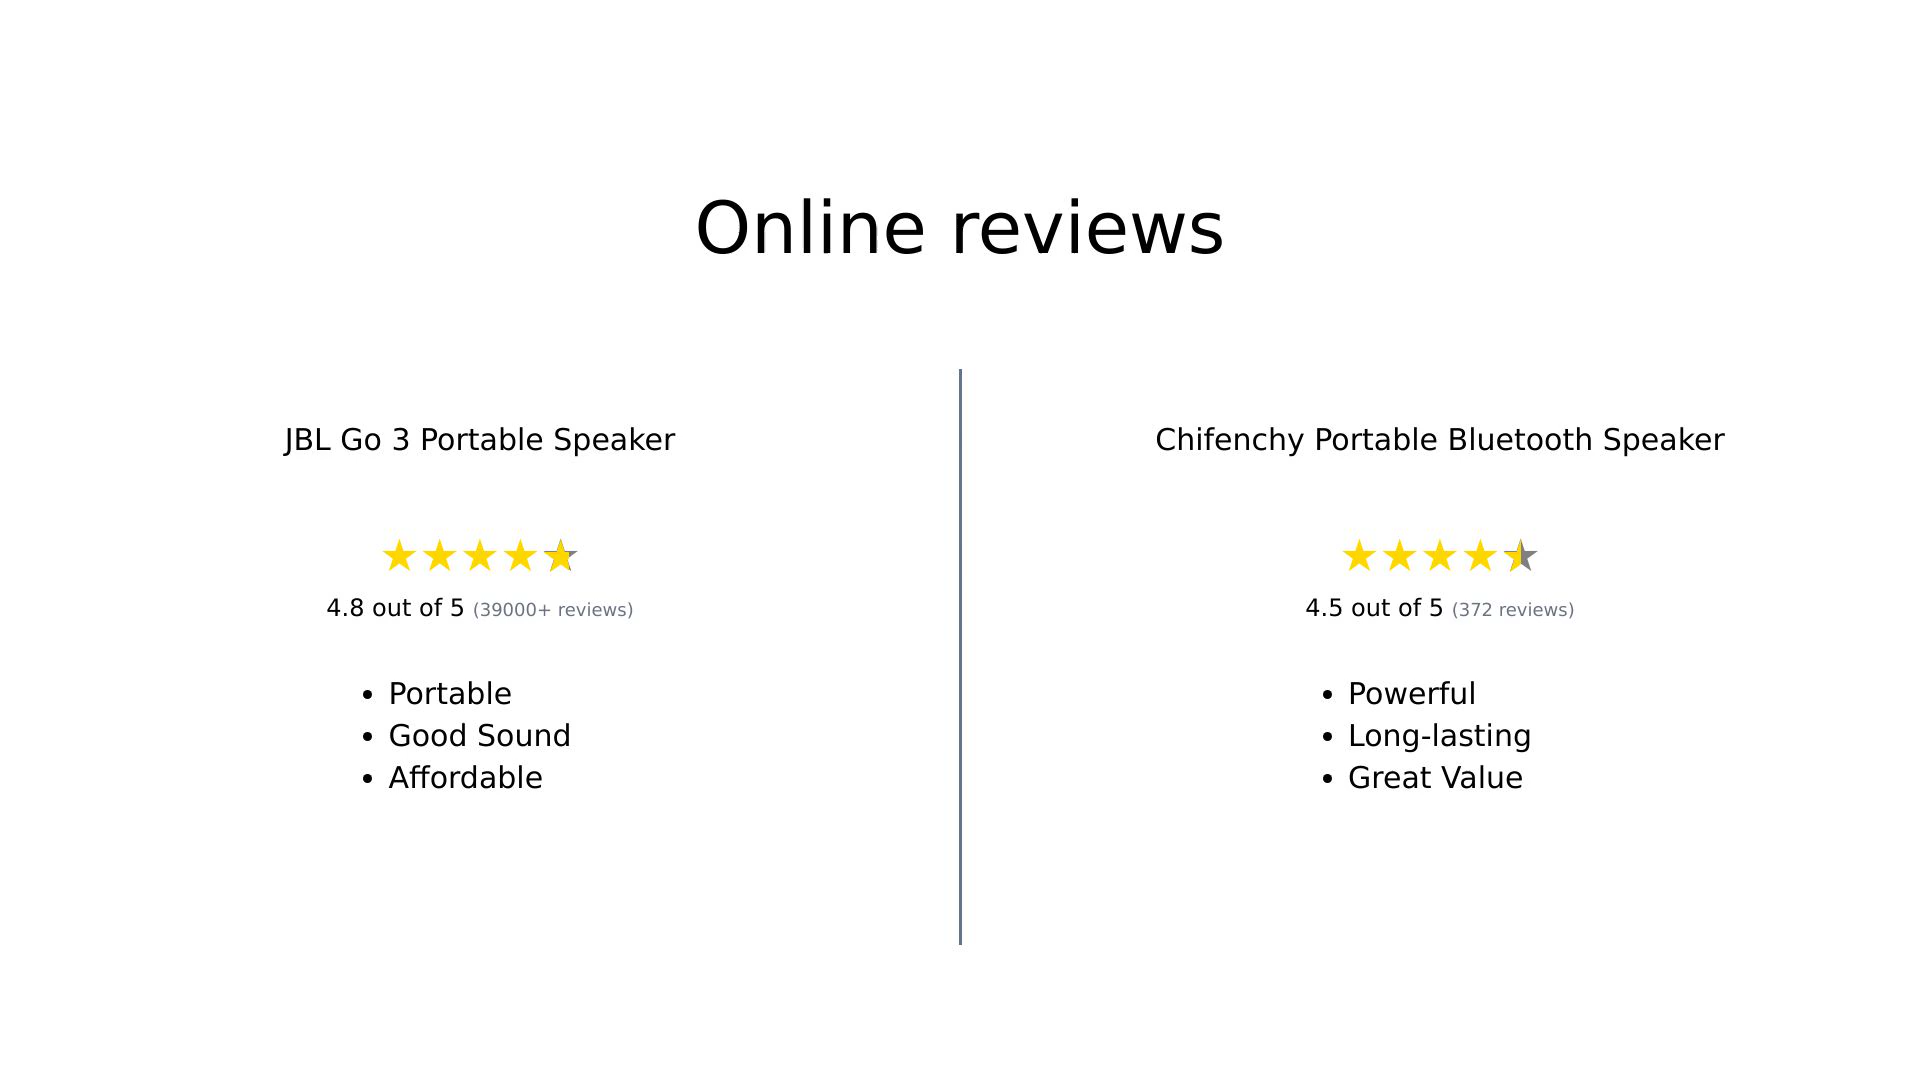 Online reviews
JBL Go 3 Portable Speaker
4.8 out of 5 (39000+ reviews)
• Portable
• Good Sound
• Affordable
Chifenchy Portable Bluetooth Speaker
4.5 out of 5 (372 reviews)
• Powerful
• Long-lasting
• Great Value